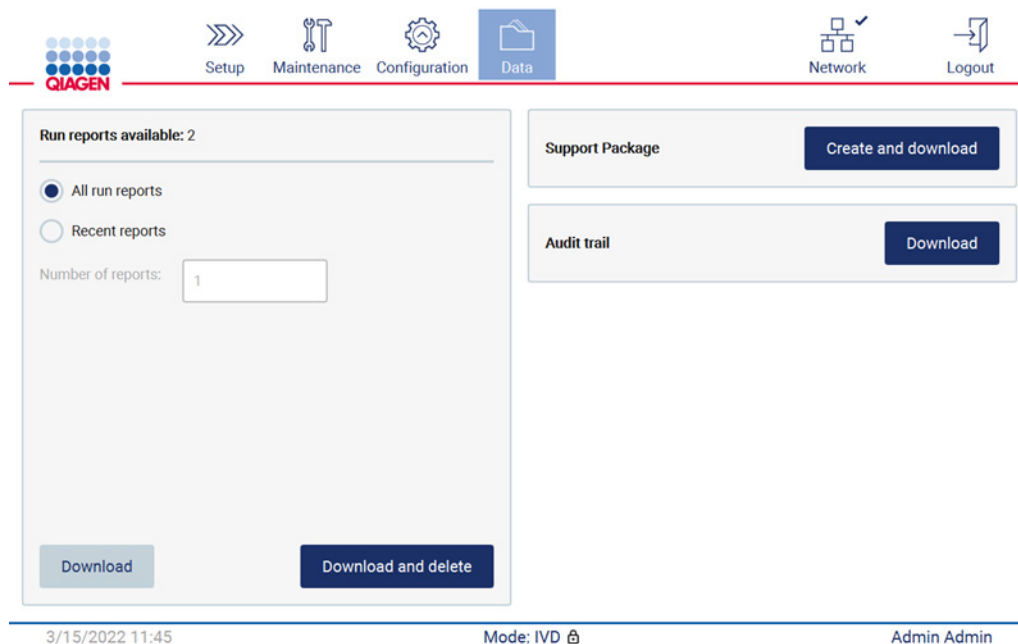 QIAGEN
Setup
Maintenance
Configuration
Data
Network
Logout
Run reports available: 2
All run reports
Recent reports
Number of reports:
1
Download
Download and delete
Support Package
Create and download
Audit trail
Download
3/15/2022 11:45
Mode: IVD
Admin Admin